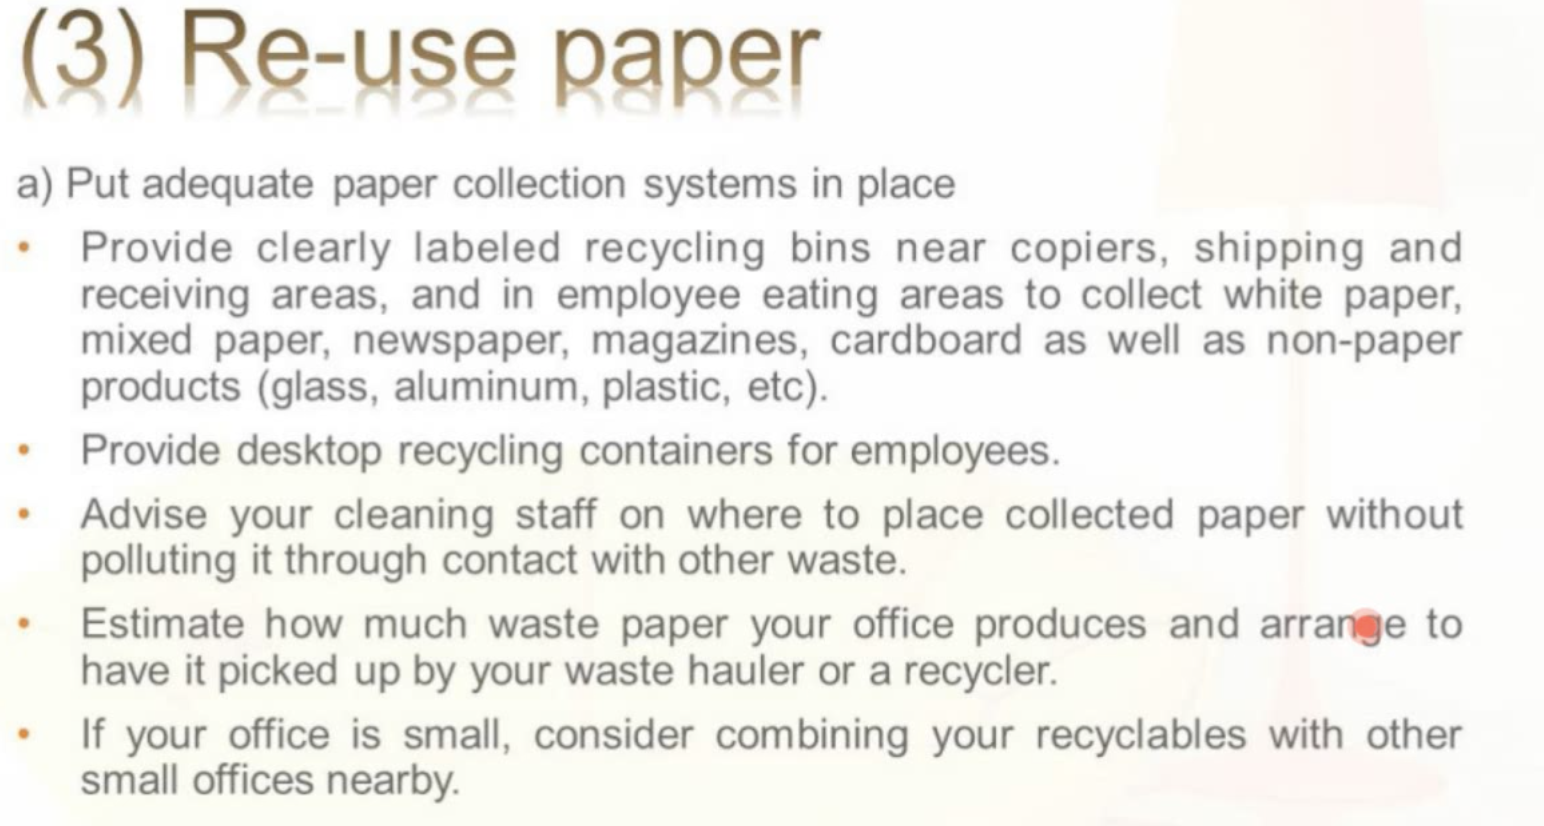 (3) Re-use paper
a) Put adequate paper collection systems in place
• Provide clearly labeled recycling bins near copiers, shipping and
receiving areas, and in employee eating areas to collect white paper,
mixed paper, newspaper, magazines, cardboard as well as non-paper
products (glass, aluminum, plastic, etc).
• Provide desktop recycling containers for employees.
• Advise your cleaning staff on where to place collected paper without
polluting it through contact with other waste.
• Estimate how much waste paper your office produces and arrange to
have it picked up by your waste hauler or a recycler.
• If your office is small, consider combining your recyclables with other
small offices nearby.